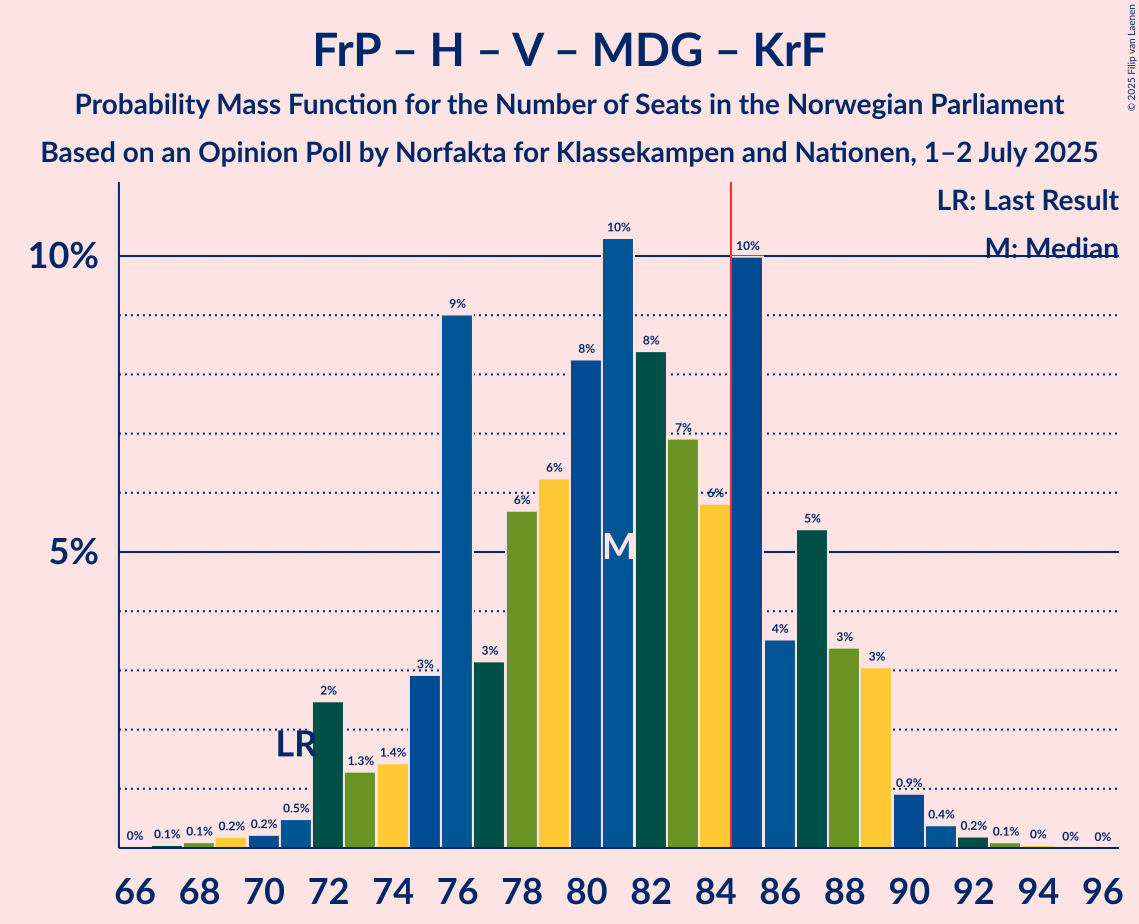 FrP – H – V – MDG – KrF
Probability Mass Function for the Number of Seats in the Norwegian Parliament
Based on an Opinion Poll by Norfakta for Klassekampen and Nationen, 1–2 July 2025
© 2025 Filip van Laenen
LR: Last Result
M: Median
10%
5%
0% 0.1% 0.1% 0.2% 0.2% 0.5% 2% 1.3% 1.4% 3% 9% 3% 6% 6% 8% 10% 8% 7% 6% 10% 4% 5% 3% 3% 0.9% 0.4% 0.2% 0.1% 0% 0% 0%
LR
M
66 68 70 72 74 76 78 80 82 84 86 88 90 92 94 96